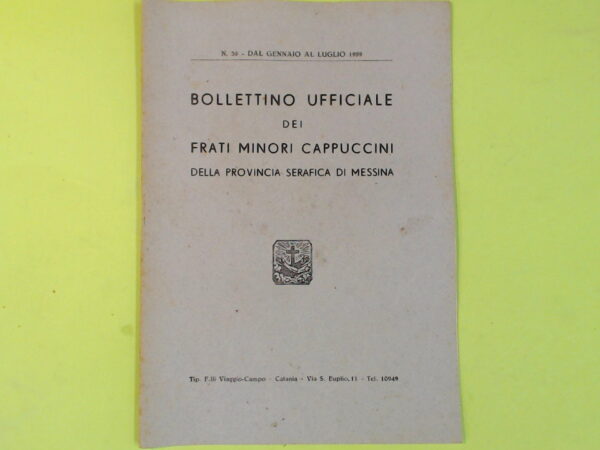 N. 50 - DAL GENNAIO AL LUGLIO 1959
BOLLETTINO UFFICIALE
DEI
FRATI MINORI CAPPUCCINI
DELLA PROVINCIA SERAFICA DI MESSINA
Tip. F.lli Viaggio-Campo - Catania - Via S. Euplio, 11 - Tel. 10949